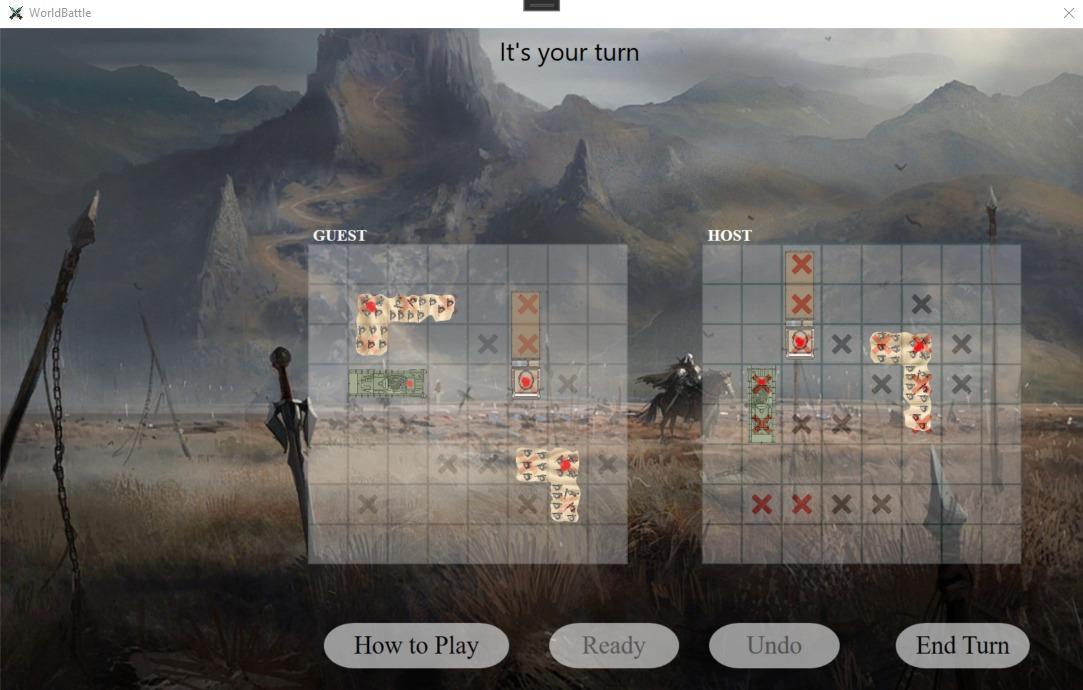 WorldBattle
It's your turn
GUEST
HOST
How to Play
Ready
Undo
End Turn